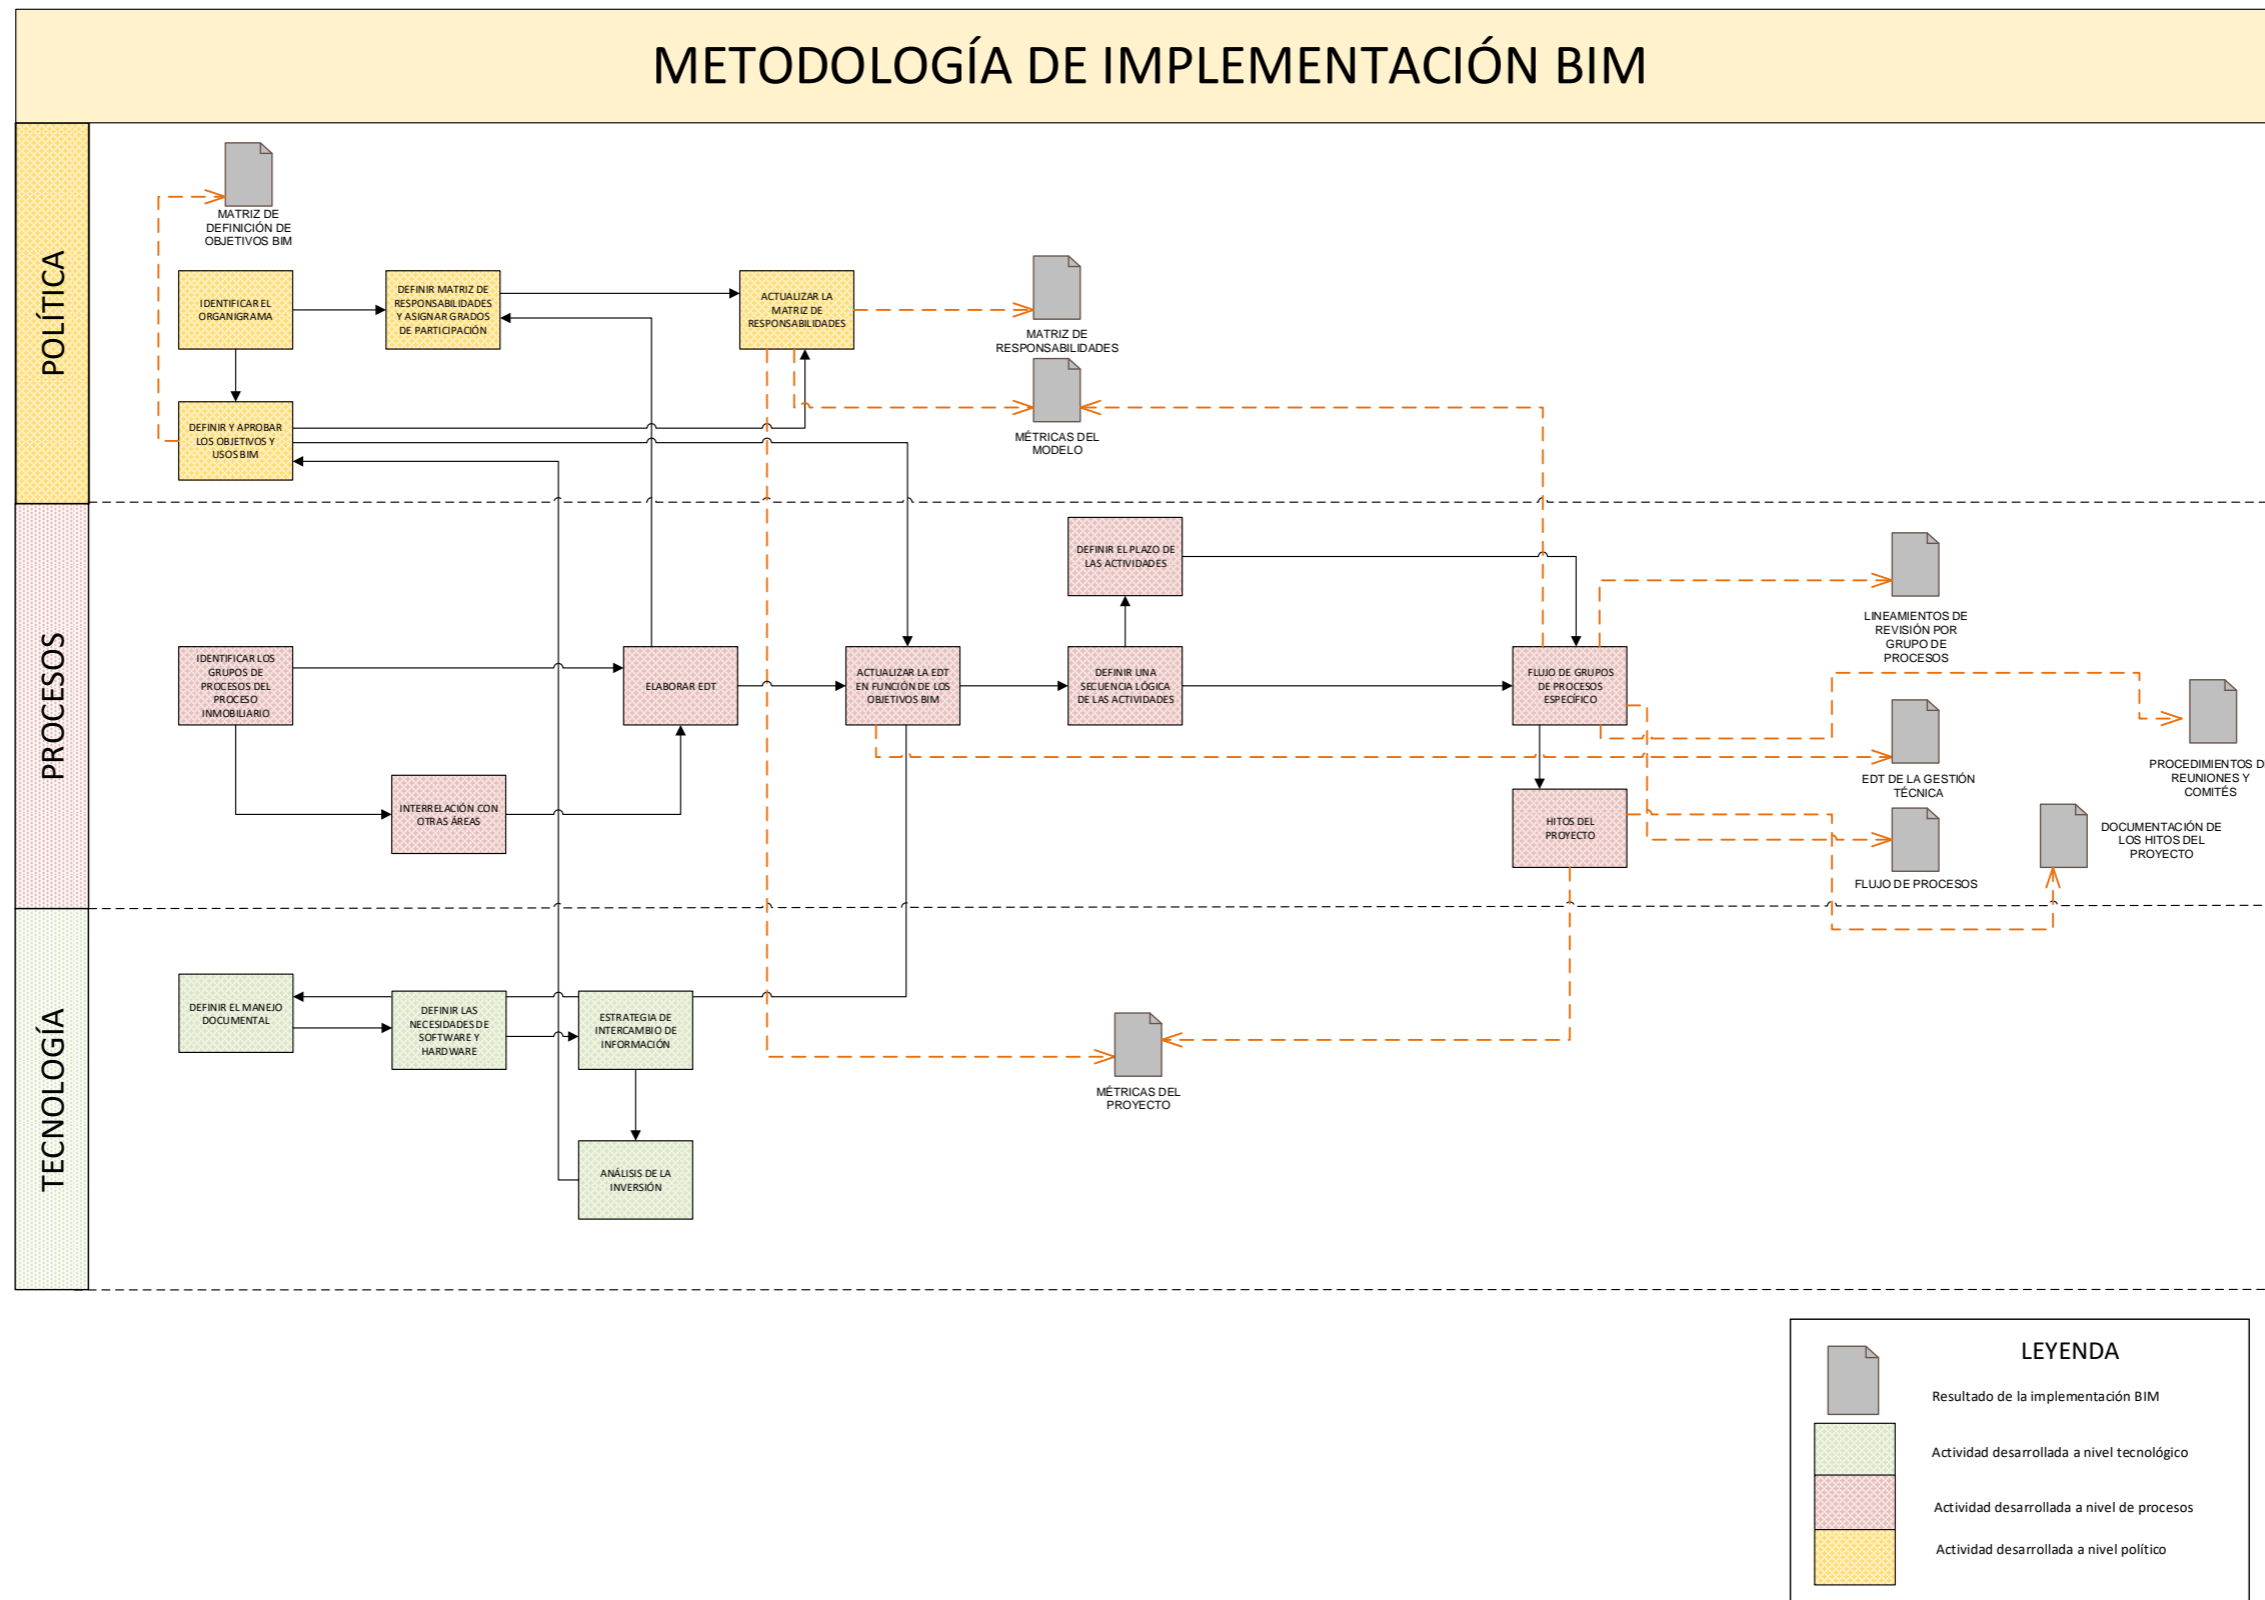 METODOLOGÍA DE IMPLEMENTACIÓN BIM
POLÍTICA
MATRIZ DE
DEFINICIÓN DE
OBJETIVOS BIM
IDENTIFICAR EL
ORGANIGRAMA
DEFINIR MATRIZ DE
RESPONSABILIDADES
Y ASIGNAR GRADOS
DE PARTICIPACIÓN
ACTUALIZAR LA
MATRIZ DE
RESPONSABILIDADES
MATRIZ DE
RESPONSABILIDADES
DEFINIR Y APROBAR
LOS OBJETIVOS Y
USOS BIM
MÉTRICAS DEL
MODELO
PROCESOS
DEFINIR EL PLAZO DE
LAS ACTIVIDADES
LINEAMIENTOS DE
REVISIÓN POR
GRUPO DE
PROCESOS
IDENTIFICAR LOS
GRUPOS DE
PROCESOS DEL
PROCESO
INMOBILIARIO
ELABORAR EDT
ACTUALIZAR LA EDT
EN FUNCIÓN DE LOS
OBJETIVOS BIM
DEFINIR UNA
SECUENCIA LÓGICA
DE LAS ACTIVIDADES
FLUJO DE GRUPOS
DE PROCESOS
ESPECÍFICO
EDT DE LA GESTIÓN
TÉCNICA
PROCEDIMIENTOS D
REUNIONES Y
COMITÉS
INTERRELACIÓN CON
OTRAS ÁREAS
HITOS DEL
PROYECTO
FLUJO DE PROCESOS
DOCUMENTACIÓN DE
LOS HITOS DEL
PROYECTO
TECNOLOGÍA
DEFINIR EL MANEJO
DOCUMENTAL
DEFINIR LAS
NECESIDADES DE
SOFTWARE Y
HARDWARE
ESTRATEGIA DE
INTERCAMBIO DE
INFORMACIÓN
MÉTRICAS DEL
PROYECTO
ANÁLISIS DE LA
INVERSIÓN
LEYENDA
Resultado de la implementación BIM
Actividad desarrollada a nivel tecnológico
Actividad desarrollada a nivel de procesos
Actividad desarrollada a nivel político